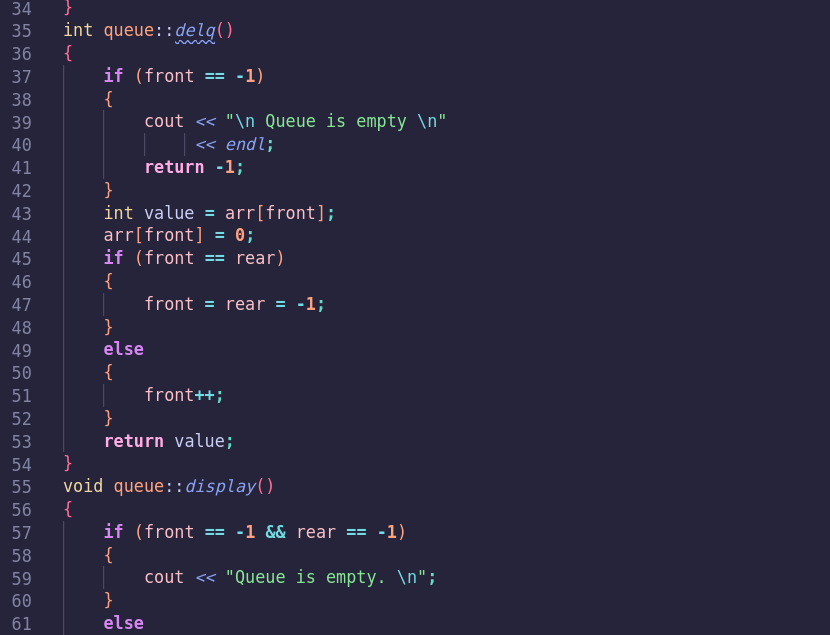 34 }
35 int queue::delq()
36 {
37     if (front == -1)
38     {
39         cout << "\n Queue is empty \n"
40              << endl;
41         return -1;
42     }
43     int value = arr[front];
44     arr[front] = 0;
45     if (front == rear)
46     {
47         front = rear = -1;
48     }
49     else
50     {
51         front++;
52     }
53     return value;
54 }
55 void queue::display()
56 {
57     if (front == -1 && rear == -1)
58     {
59         cout << "Queue is empty. \n";
60     }
61     else